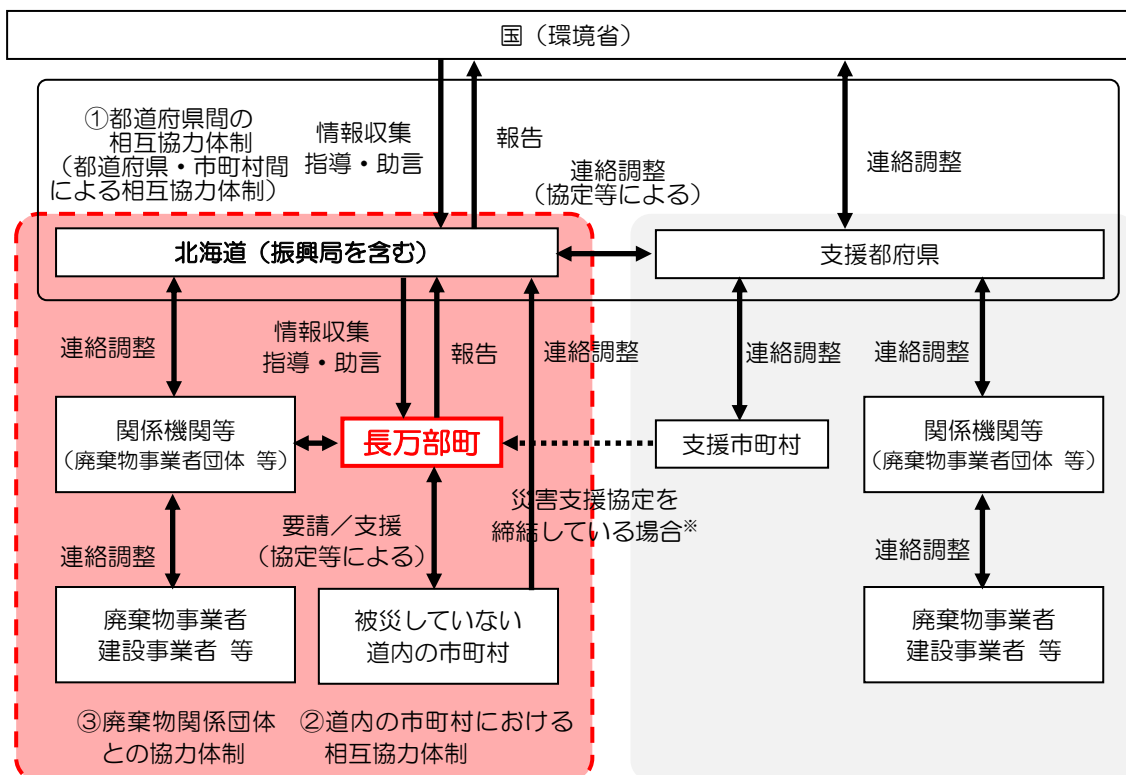 国（環境省）
①都道府県間の
相互協力体制
（都道府県・市町村間
による相互協力体制）
情報収集
指導・助言
報告
連絡調整
（協定等による）
連絡調整
北海道（振興局を含む）
支援都府県
連絡調整
情報収集
指導・助言
報告
連絡調整
連絡調整
連絡調整
関係機関等
（廃棄物事業者団体 等）
長万部町
支援市町村
関係機関等
（廃棄物事業者団体 等）
災害支援協定を
締結している場合※
連絡調整
要請／支援
（協定等による）
連絡調整
廃棄物事業者
建設事業者 等
被災していない
道内の市町村
廃棄物事業者
建設事業者 等
③廃棄物関係団体
との協力体制
②道内の市町村における
相互協力体制